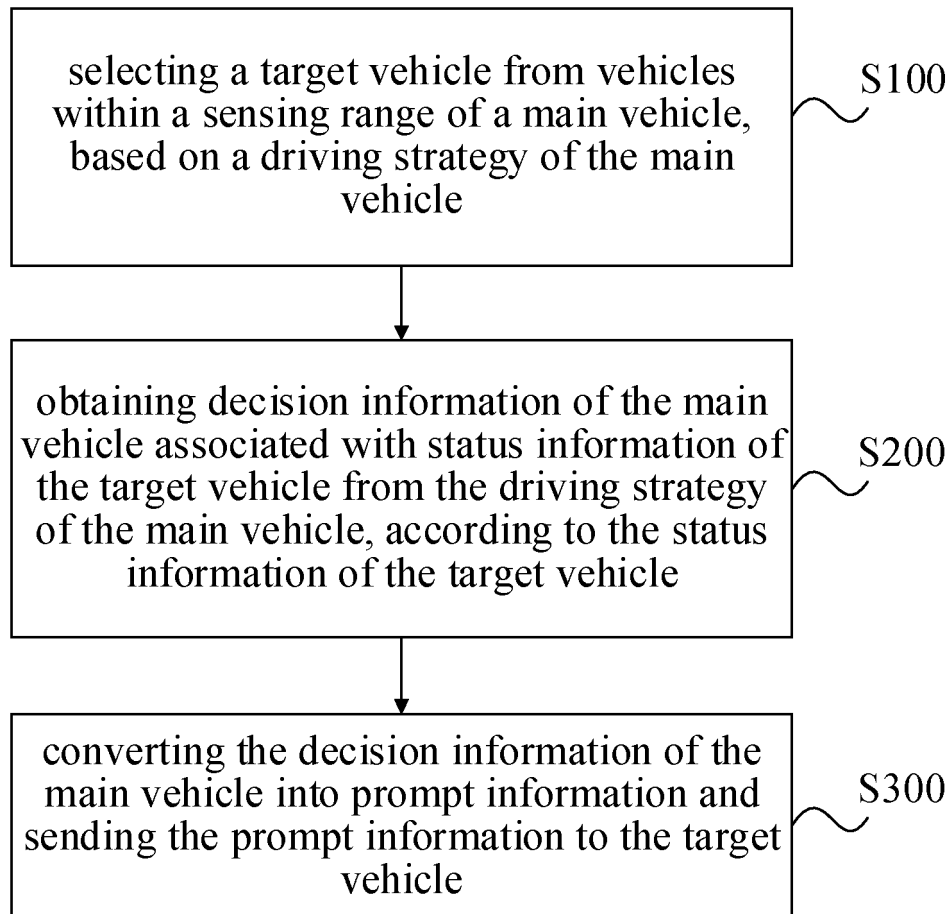 selecting a target vehicle from vehicles
within a sensing range of a main vehicle,
based on a driving strategy of the main
vehicle
S100
obtaining decision information of the main
vehicle associated with status information of
the target vehicle from the driving strategy
of the main vehicle, according to the status
information of the target vehicle
S200
converting the decision information of the
main vehicle into prompt information and
sending the prompt information to the target
vehicle
S300